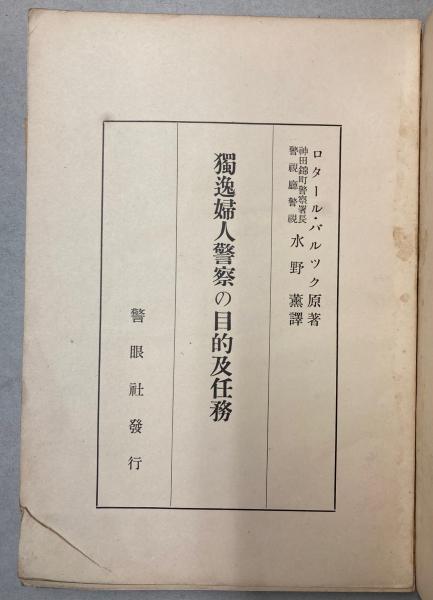 ロタール・バルツック原著
神田錦町警察署長
警視廳警視
水野薫譯
獨逸婦人警察の目的及任務
警眼社發行